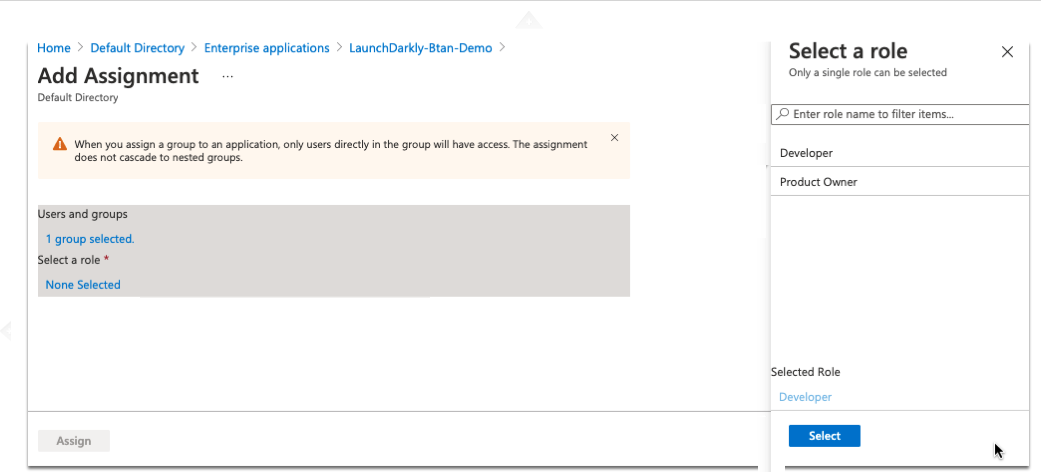 Home > Default Directory > Enterprise applications > LaunchDarkly-Btan-Demo >
Add Assignment ...
Default Directory
When you assign a group to an application, only users directly in the group will have access. The assignment
does not cascade to nested groups.
Users and groups
1 group selected.
Select a role *
None Selected
Assign
Select a role
Only a single role can be selected
Enter role name to filter items...
Developer
Product Owner
Selected Role
Developer
Select